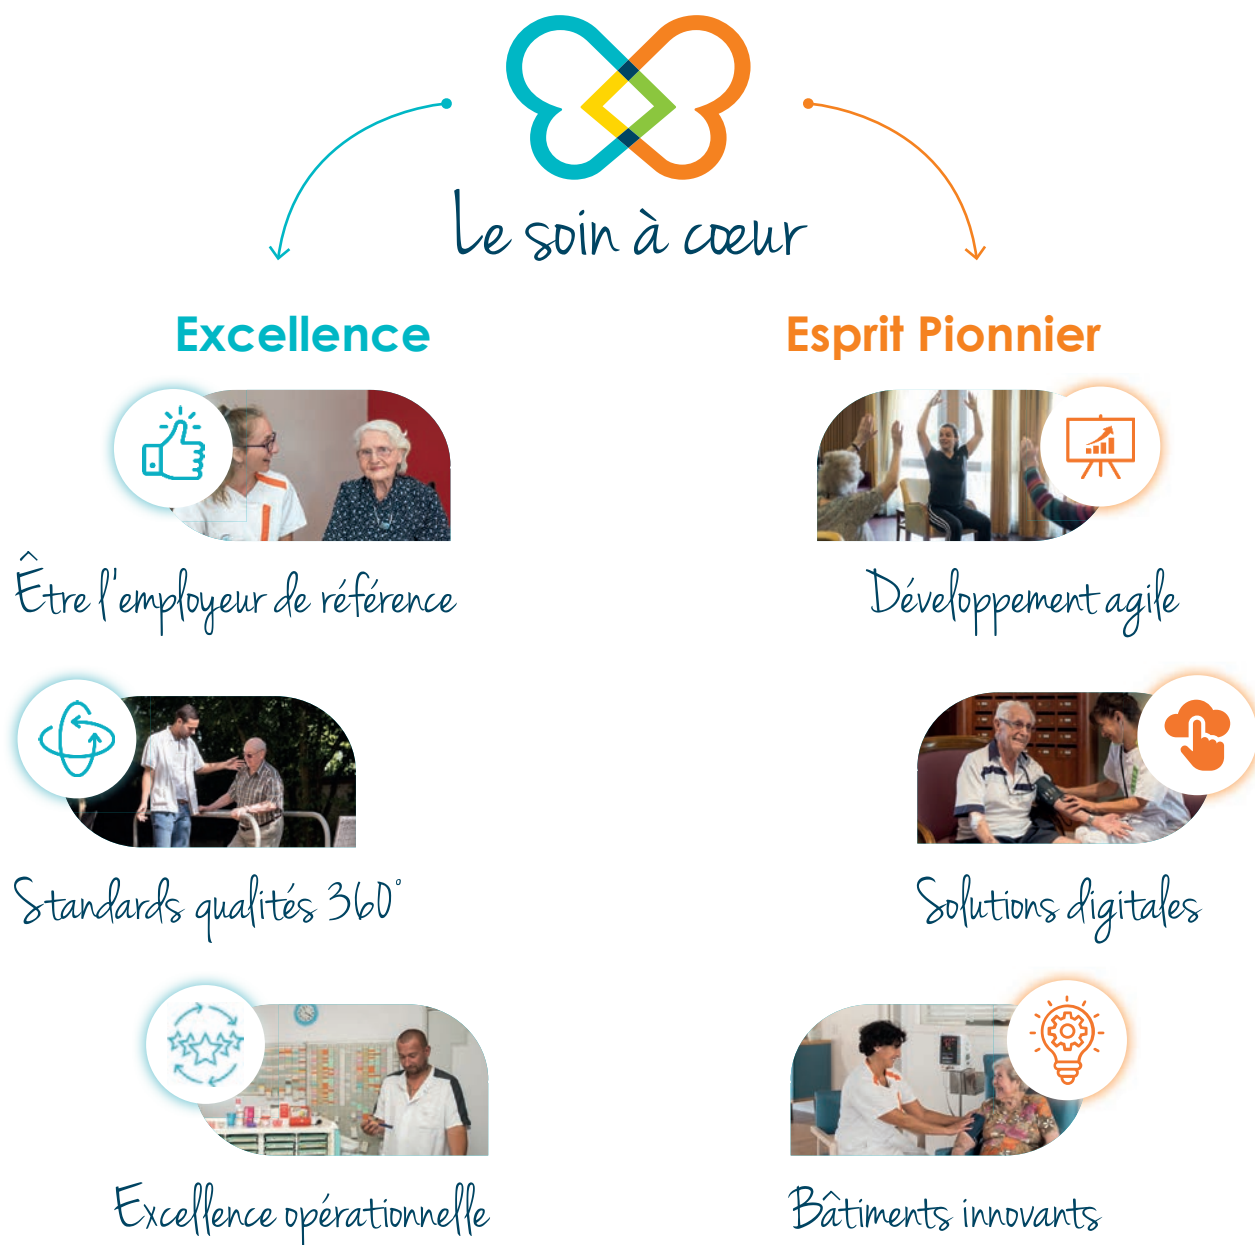 Le soin à cœur
Excellence
Esprit Pionnier
Être l'employeur de référence
Développement agile
Standards qualités 360°
Solutions digitales
Excellence opérationnelle
Bâtiments innovants